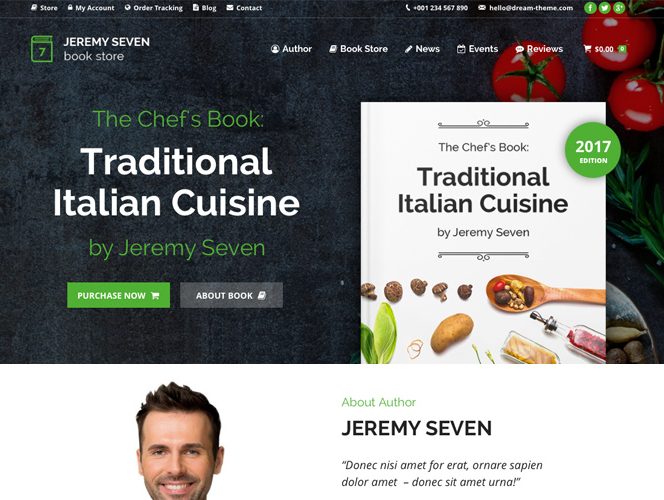 Store My Account Order Tracking Blog Contact +001 234 567 890 hello@dream-theme.com
7 JEREMY SEVEN
book store
Author Book Store News Events Reviews $0.00 0
The Chef's Book:
Traditional
Italian Cuisine
by Jeremy Seven
PURCHASE NOW ABOUT BOOK
The Chef's Book:
Traditional
Italian Cuisine
by Jeremy Seven
2017
EDITION
About Author
JEREMY SEVEN
“Donec nisi amet for erat, ornare sapien
dolor amet – donec sit amet urna!”